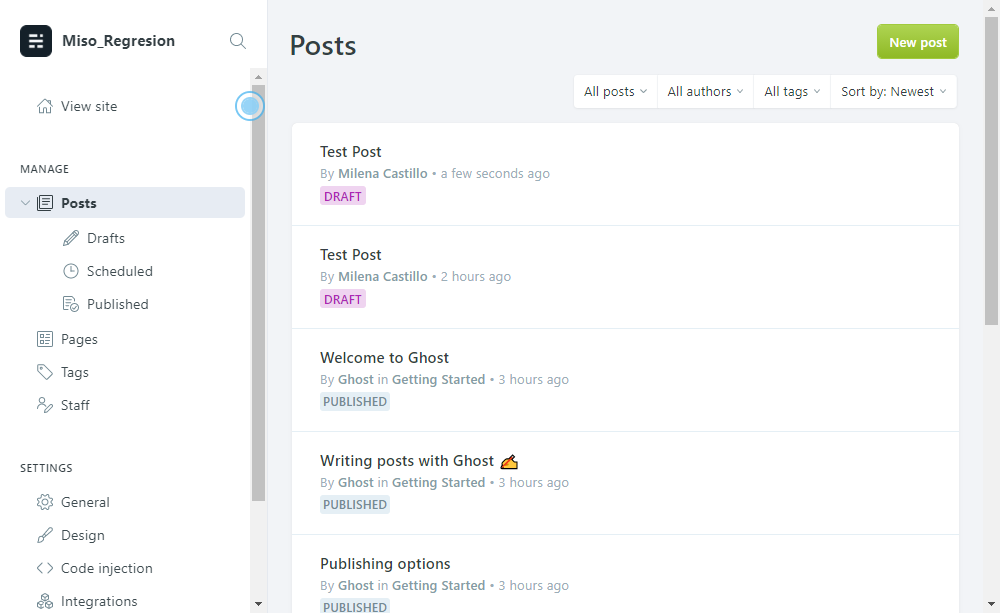 Miso_Regresion
View site
MANAGE
Posts
Drafts
Scheduled
Published
Pages
Tags
Staff
SETTINGS
General
Design
Code injection
Integrations
Posts
New post
All posts
All authors
All tags
Sort by: Newest
Test Post
By Milena Castillo • a few seconds ago
DRAFT
Test Post
By Milena Castillo • 2 hours ago
DRAFT
Welcome to Ghost
By Ghost in Getting Started • 3 hours ago
PUBLISHED
Writing posts with Ghost ✍️
By Ghost in Getting Started • 3 hours ago
PUBLISHED
Publishing options
By Ghost in Getting Started • 3 hours ago
PUBLISHED